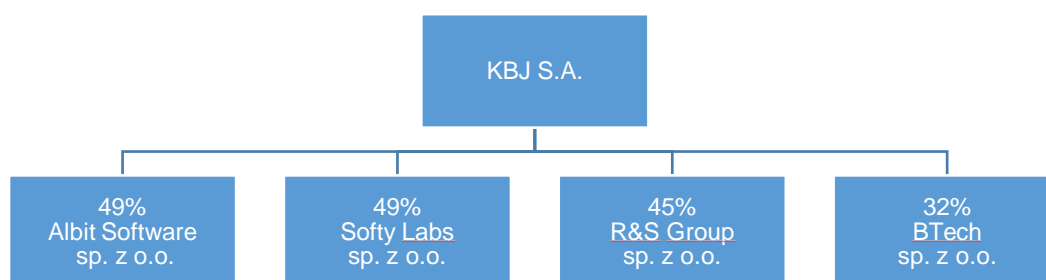 KBJ S.A.
49%
Albit Software
sp. z o.o.
49%
Softy Labs
sp. z o.o.
45%
R&S Group
sp. z o.o.
32%
BTech
sp. z o.o.